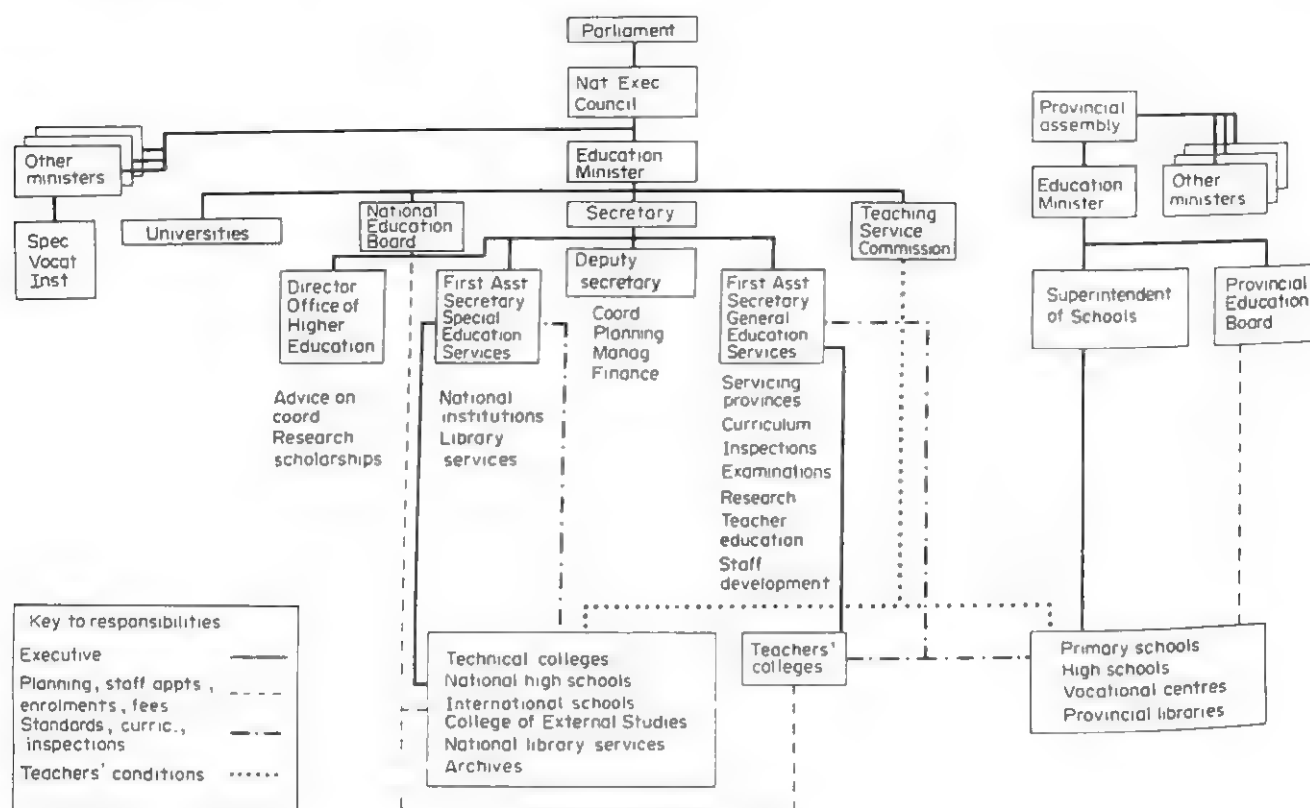 Parliament
Nat Exec
Council
Other
ministers
Education
Minister
Spec
Vocat
Inst
Universities
National
Education
Board
Secretary
Teaching
Service
Commission
Director
Office of
Higher
Education
First Asst
Secretary
Special
Education
Services
Deputy
secretary
Coord
Planning
Manag
Finance
First Asst
Secretary
General
Education
Services
Advice on
coord
Research
scholarships
National
institutions
Library
services
Servicing
provinces
Curriculum
Inspections
Examinations
Research
Teacher
education
Staff
development
Provincial
assembly
Education
Minister
Other
ministers
Superintendent
of Schools
Provincial
Education
Board
Key to responsibilities
Executive
Planning, staff appts,
enrolments, fees
Standards, curric.,
inspections
Teachers' conditions
Technical colleges
National high schools
International schools
College of External Studies
National library services
Archives
Teachers'
colleges
Primary schools
High schools
Vocational centres
Provincial libraries